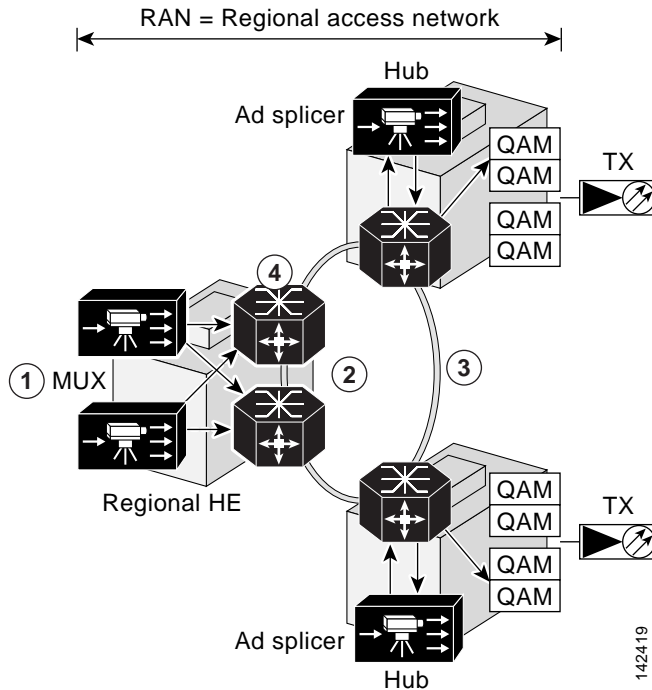 RAN = Regional access network
Hub
Ad splicer
QAM
QAM
QAM
QAM
TX
4
1 MUX
2
3
Regional HE
QAM
QAM
QAM
QAM
TX
Ad splicer
Hub
142419